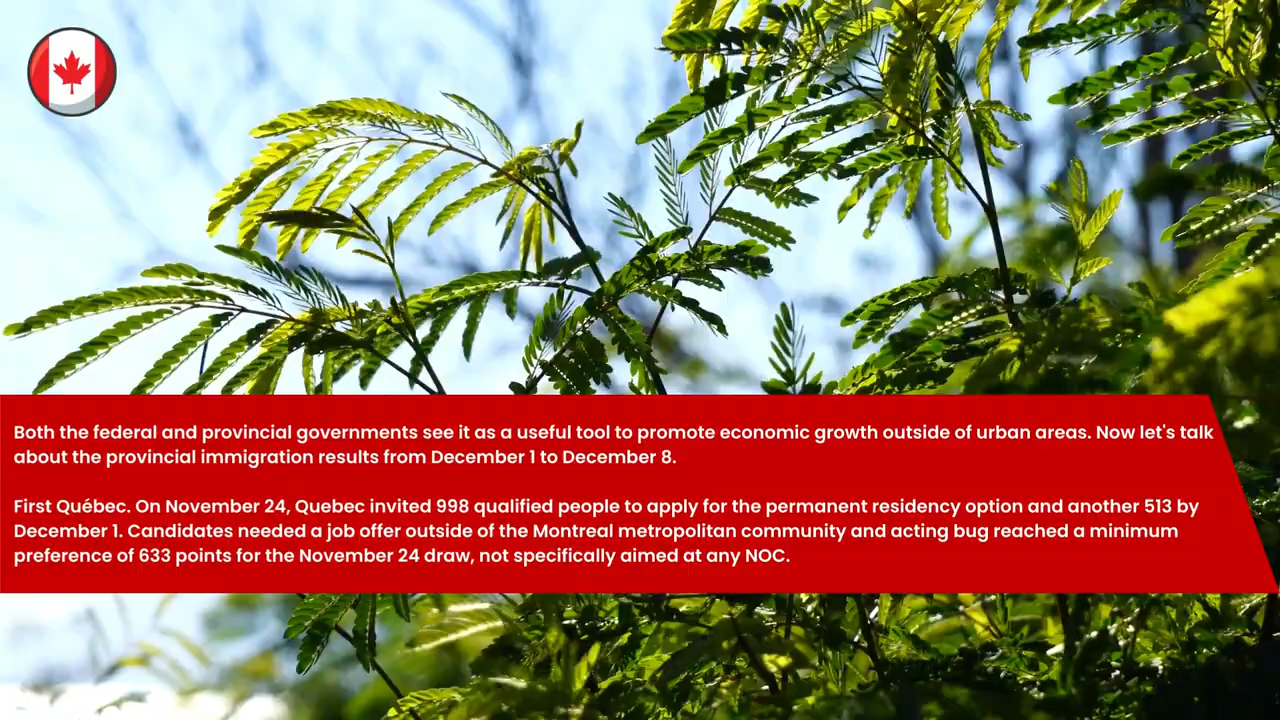 Both the federal and provincial governments see it as a useful tool to promote economic growth outside of urban areas. Now let's talk
about the provincial immigration results from December 1 to December 8.
First Québec. On November 24, Quebec invited 998 qualified people to apply for the permanent residency option and another 513 by
December 1. Candidates needed a job offer outside of the Montreal metropolitan community and acting bug reached a minimum
preference of 633 points for the November 24 draw, not specifically aimed at any NOC.